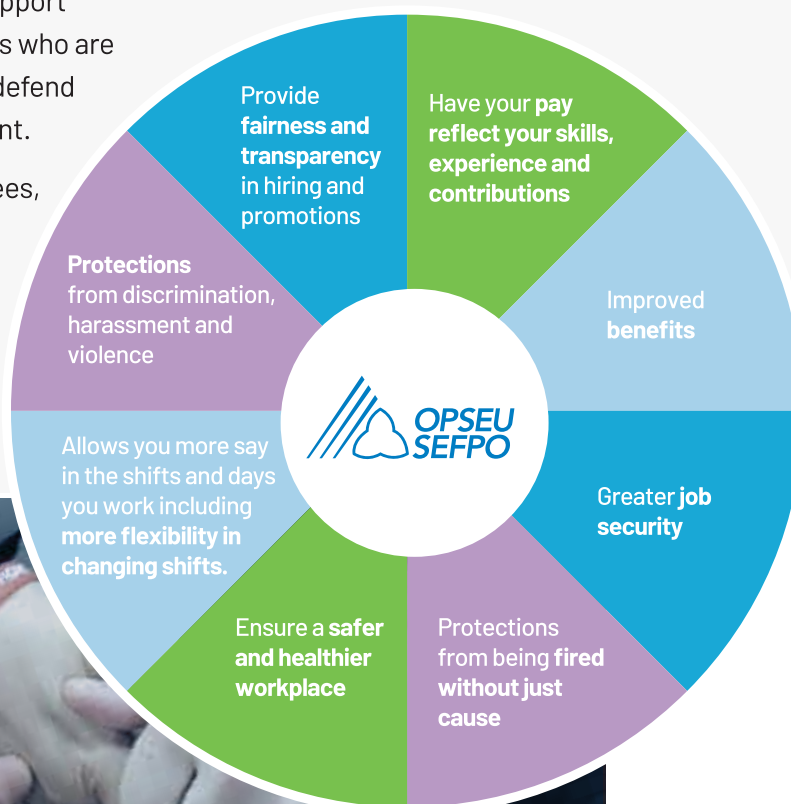 s who are
defend
nt.
ees,
Provide
fairness and
transparency
in hiring and
promotions
Have your pay
reflect your skills,
experience and
contributions
Improved
benefits
Greater job
security
Protections
from being fired
without just
cause
Ensure a safer
and healthier
workplace
Allows you more say
in the shifts and days
you work including
more flexibility in
changing shifts.
Protections
from discrimination,
harassment and
violence
OPSEU
SEFPO